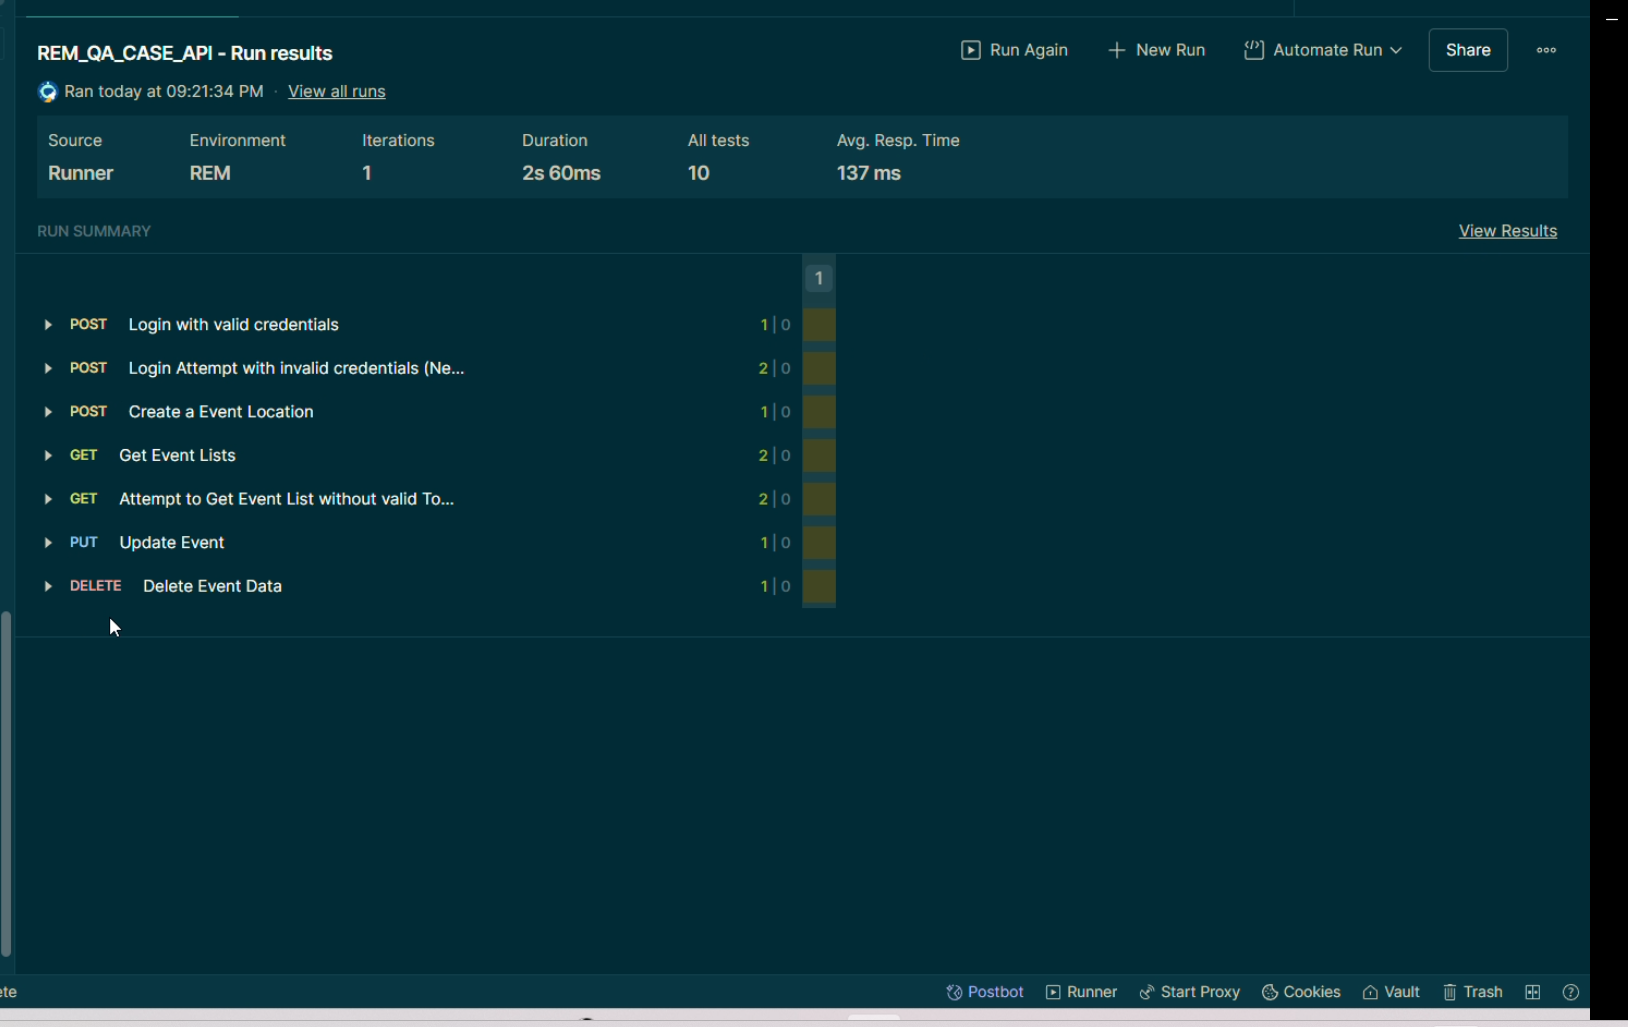 REM_QA_CASE_API - Run results
Run Again
New Run
Automate Run
Share
Ran today at 09:21:34 PM · View all runs
Source Environment Iterations Duration All tests Avg. Resp. Time
Runner REM 1 2s 60ms 10 137 ms
RUN SUMMARY View Results
1
POST Login with valid credentials 1 | 0
POST Login Attempt with invalid credentials (Ne... 2 | 0
POST Create a Event Location 1 | 0
GET Get Event Lists 2 | 0
GET Attempt to Get Event List without valid To... 2 | 0
PUT Update Event 1 | 0
DELETE Delete Event Data 1 | 0
ete Postbot Runner Start Proxy Cookies Vault Trash